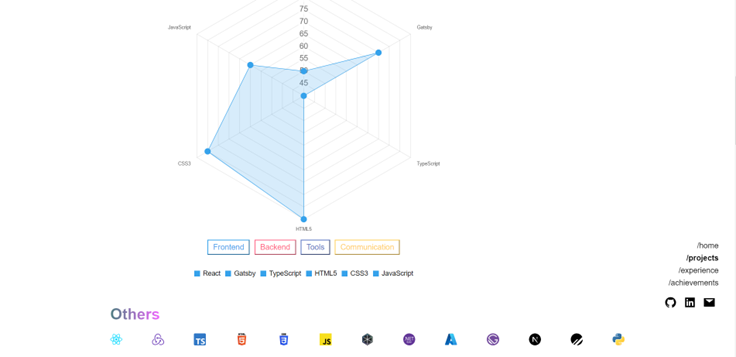 75
JavaScript
Gatsby
70
65
60
55
50
45
CSS3
TypeScript
HTML5
Frontend Backend Tools Communication
React Gatsby TypeScript HTML5 CSS3 JavaScript
/home
/projects
/experience
/achievements
Others
TS
JS
NET
N